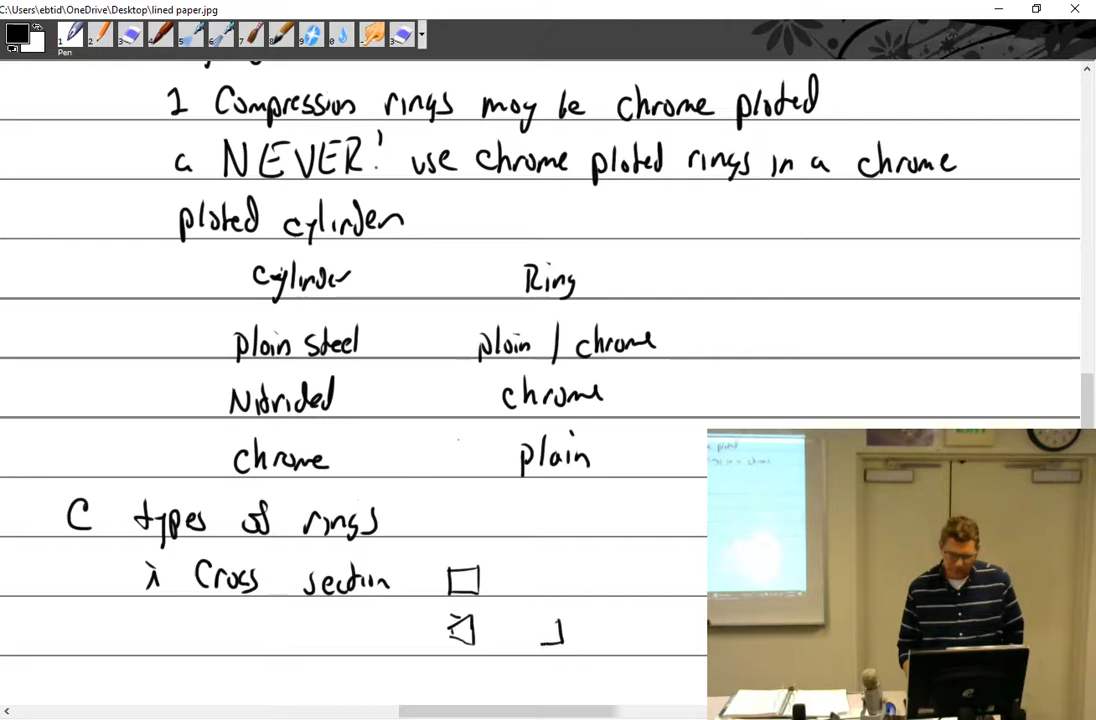 C:\Users\ebtid\OneDrive\Desktop\lined paper.jpg
Pen
1 Compression rings may be chrome plated
a NEVER! use chrome plated rings in a chrome
plated cylinder
cylinder Ring
plain steel plain / chrome
Nitrided chrome
chrome plain
C types of rings
i Cross section